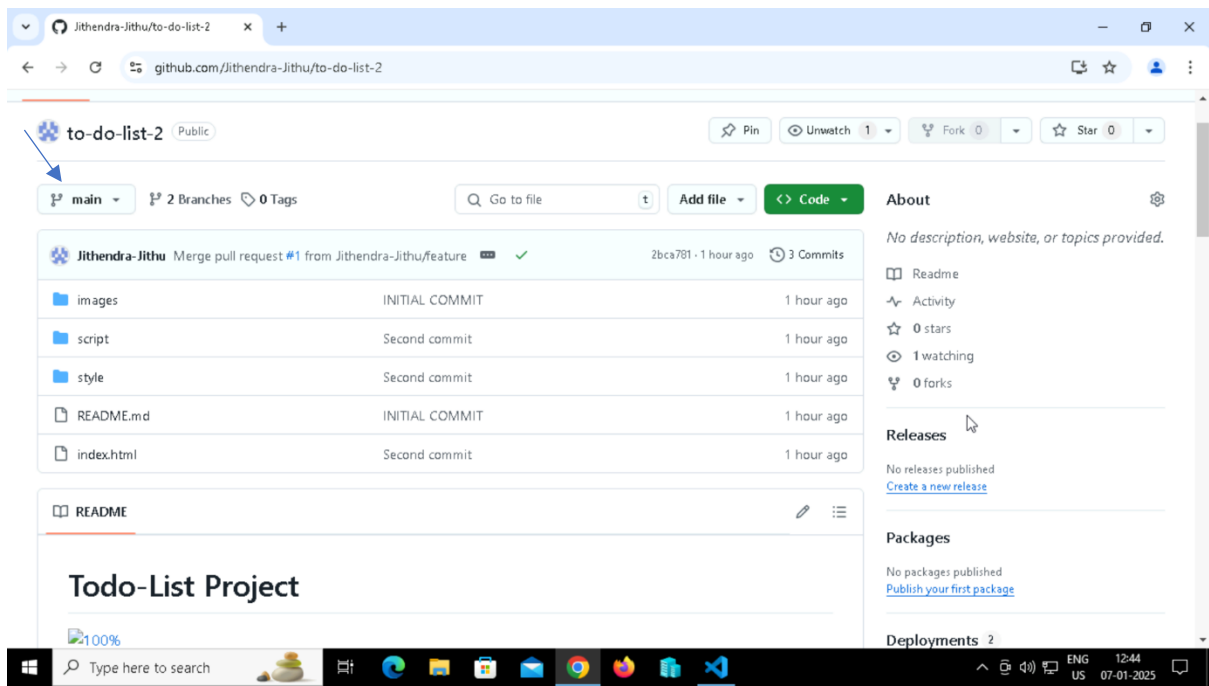 Jithendra-Jithu/to-do-list-2
github.com/Jithendra-Jithu/to-do-list-2
to-do-list-2 Public
Pin Unwatch 1 Fork 0 Star 0
main 2 Branches 0 Tags Go to file t Add file Code
Jithendra-Jithu Merge pull request #1 from Jithendra-Jithu/feature 2bca781 · 1 hour ago 3 Commits
images INITIAL COMMIT 1 hour ago
script Second commit 1 hour ago
style Second commit 1 hour ago
README.md INITIAL COMMIT 1 hour ago
index.html Second commit 1 hour ago
README
Todo-List Project
100%
About
No description, website, or topics provided.
Readme
Activity
0 stars
1 watching
0 forks
Releases
No releases published
Create a new release
Packages
No packages published
Publish your first package
Deployments 2
Type here to search
ENG
US
12:44
07-01-2025